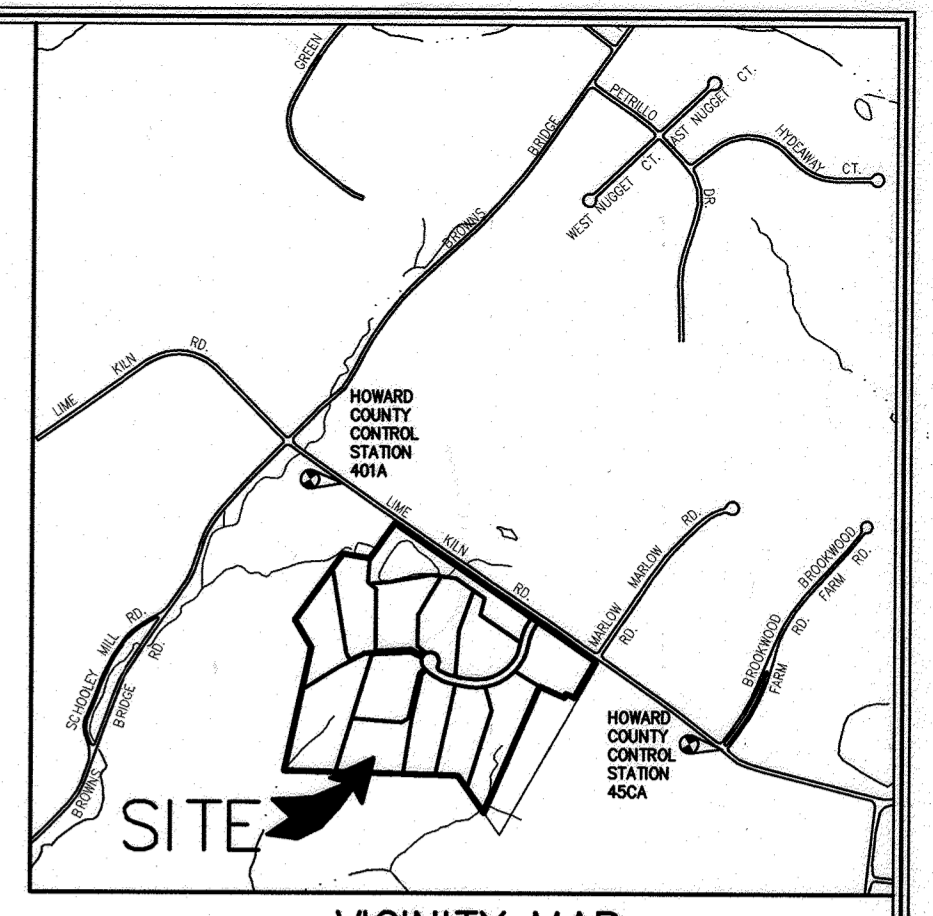 GREEN
PETRILLO
DR.
EAST NUGGET CT.
WEST NUGGET CT.
HYDEAWAY CT.
BROWNS BRIDGE
LIME KILN RD.
HOWARD
COUNTY
CONTROL
STATION
401A
LIME KILN RD.
MARLOW RD.
MARLOW RD.
BROOKWOOD FARM RD.
BROOKWOOD FARM RD.
SCHOOLEY MILL RD.
BROWNS BRIDGE RD.
HOWARD
COUNTY
CONTROL
STATION
45CA
SITE
VICINITY MAP